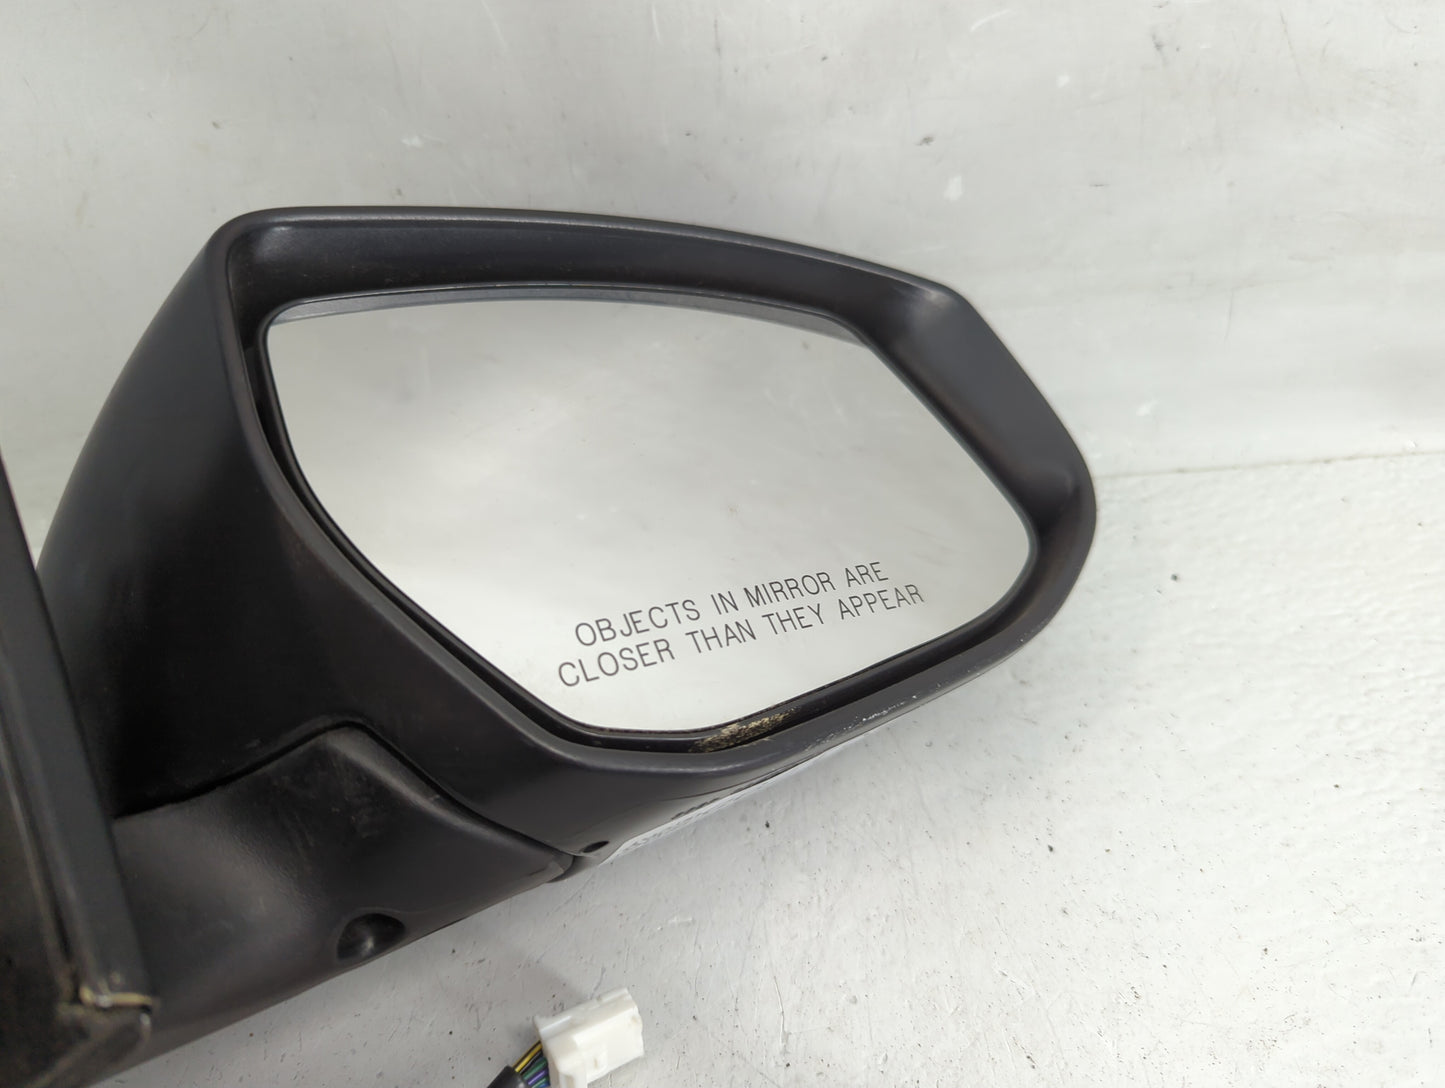 OBJECTS IN MIRROR ARE
CLOSER THAN THEY APPEAR